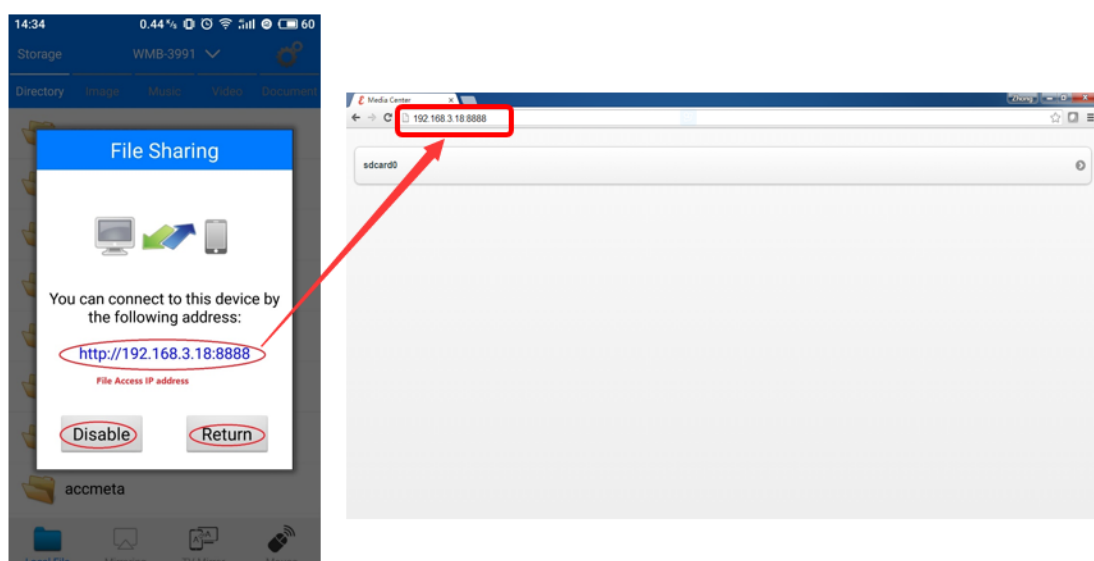 14:34 0.44 ᴷ/s 60
Storage WMB-3991
Directory Image Music Video Document
File Sharing
You can connect to this device by
the following address:
http://192.168.3.18:8888
File Access IP address
Disable Return
accmeta
Media Center
Zhong
192.168.3.18:8888
sdcard0